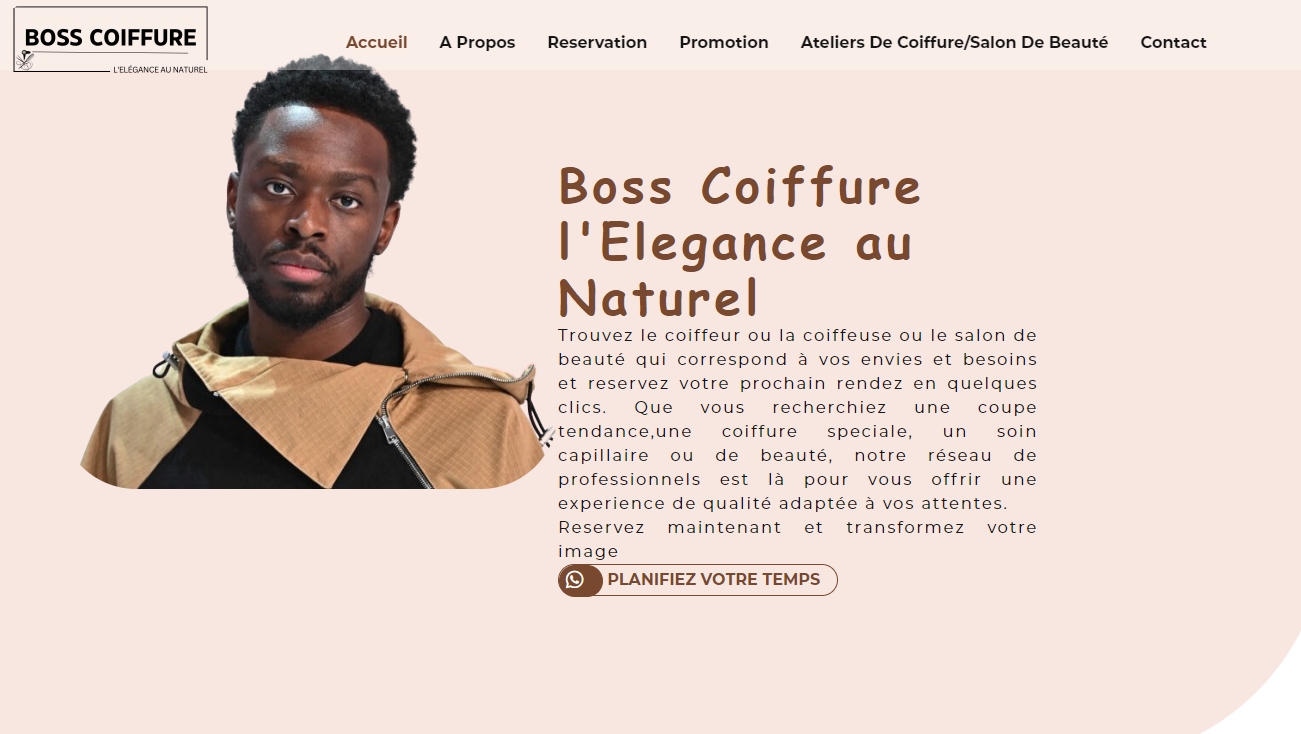 BOSS COIFFURE
L'ELÉGANCE AU NATUREL
Accueil A Propos Reservation Promotion Ateliers De Coiffure/Salon De Beauté Contact
Boss Coiffure
l'Elegance au
Naturel
Trouvez le coiffeur ou la coiffeuse ou le salon de
beauté qui correspond à vos envies et besoins
et reservez votre prochain rendez en quelques
clics. Que vous recherchiez une coupe
tendance,une coiffure speciale, un soin
capillaire ou de beauté, notre réseau de
professionnels est là pour vous offrir une
experience de qualité adaptée à vos attentes.
Reservez maintenant et transformez votre
image
PLANIFIEZ VOTRE TEMPS